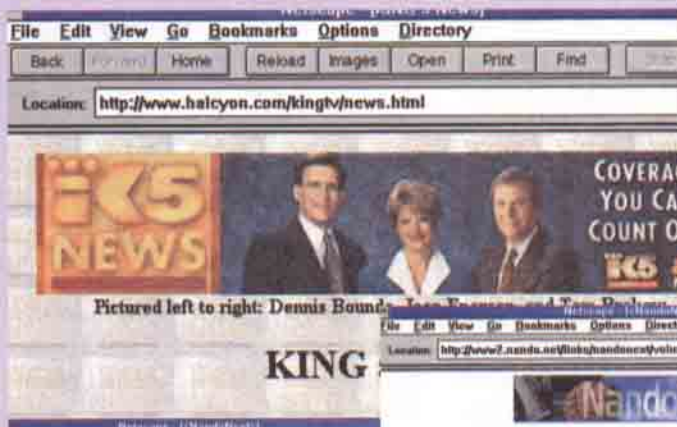 File Edit View Go Bookmarks Options Directory
Back Forward Home Reload Images Open Print Find
Location: http://www.halcyon.com/kingtv/news.html
K5
NEWS
COVERAG
YOU CA
COUNT O
K5
Pictured left to right: Dennis Bounds,
KING
File Edit View Go Bookmarks Options Direct
Location: http://www2.nando.net/links/nandonext/
Nando